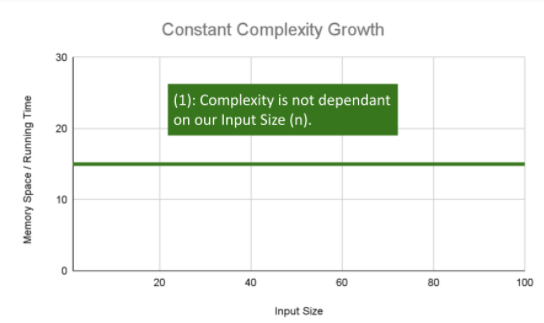 Constant Complexity Growth
30
(1): Complexity is not dependant
on our Input Size (n).
20
10
0
Memory Space / Running Time
20 40 60 80 100
Input Size